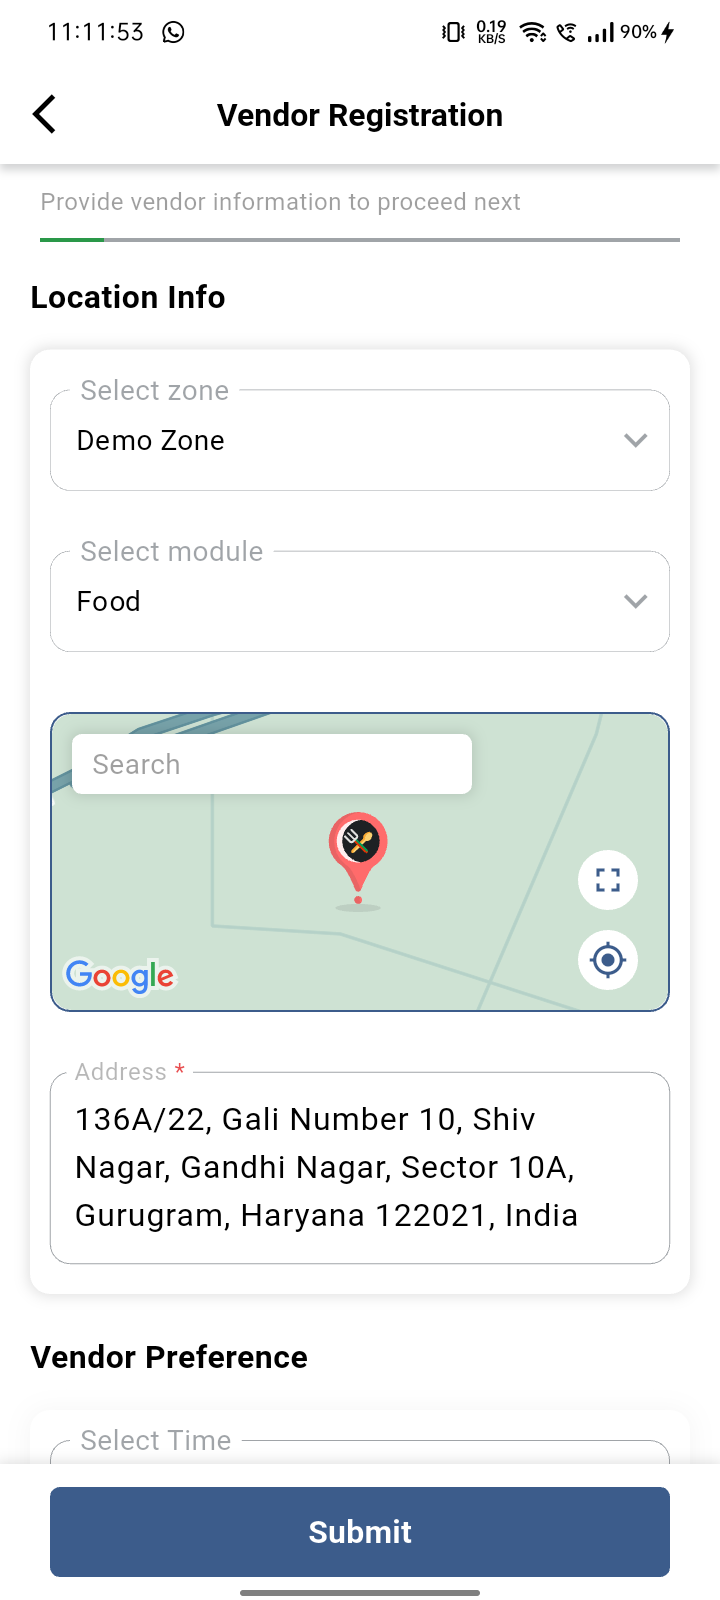 11:11:53 0.19 KB/S 90%
Vendor Registration
Provide vendor information to proceed next
Location Info
Select zone
Demo Zone
Select module
Food
Search
Google
Address *
136A/22, Gali Number 10, Shiv
Nagar, Gandhi Nagar, Sector 10A,
Gurugram, Haryana 122021, India
Vendor Preference
Select Time
Submit